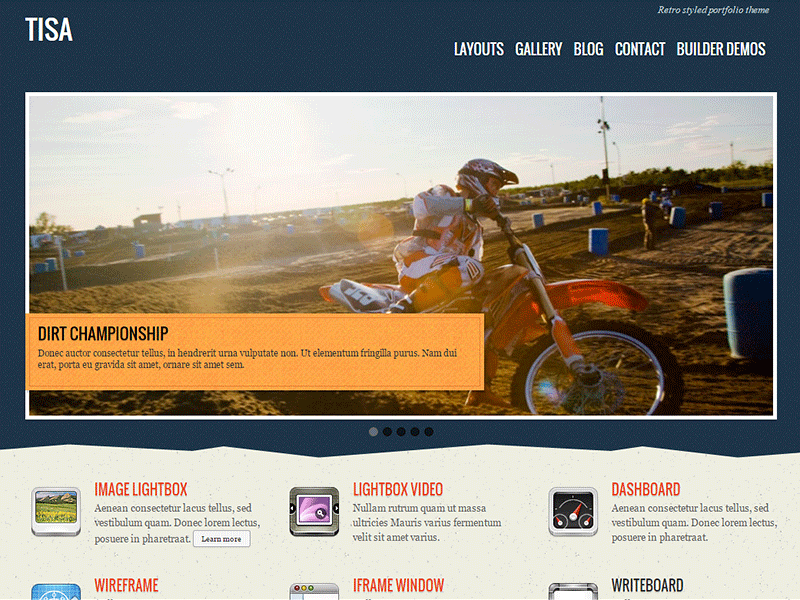 Retro styled portfolio theme
TISA
LAYOUTS GALLERY BLOG CONTACT BUILDER DEMOS
DIRT CHAMPIONSHIP
Donec auctor consectetur tellus, in hendrerit urna vulputate non. Ut elementum fringilla purus. Nam dui
erat, porta eu gravida sit amet, ornare sit amet sem.
IMAGE LIGHTBOX
Aenean consectetur lacus tellus, sed
vestibulum quam. Donec lorem lectus,
posuere in pharetraat. Learn more
LIGHTBOX VIDEO
Nullam rutrum quam ut massa
ultricies Mauris varius fermentum
velit sit amet varius.
DASHBOARD
Aenean consectetur lacus tellus, sed
vestibulum quam. Donec lorem lectus,
posuere in pharetraat.
WIREFRAME
IFRAME WINDOW
WRITEBOARD